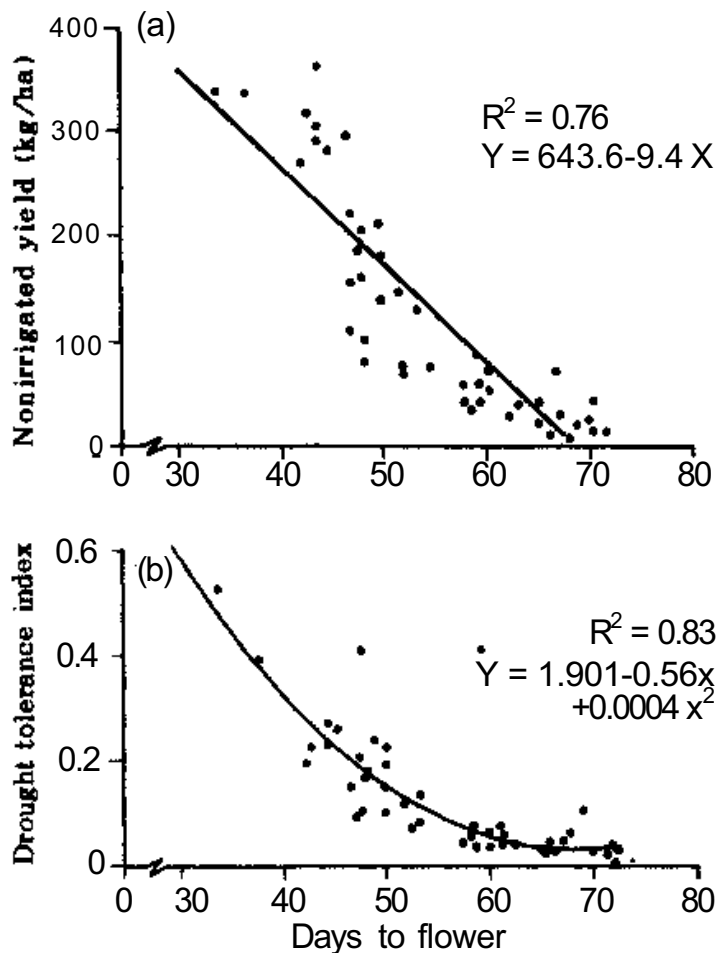 (a)
400
300
200
100
0
Nonirrigated yield (kg/ha)
R² = 0.76
Y = 643.6-9.4 X
0 30 40 50 60 70 80
(b)
0.6
0.4
0.2
0
Drought tolerance index
R² = 0.83
Y = 1.901-0.56x
+0.0004 x²
0 30 40 50 60 70 80
Days to flower